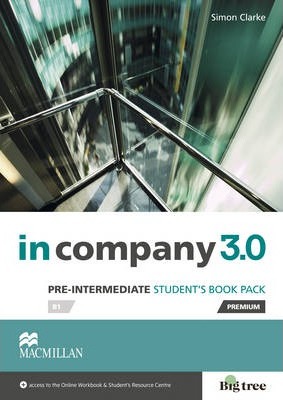 Simon Clarke
in company 3.0
PRE-INTERMEDIATE STUDENT'S BOOK PACK
B1 PREMIUM
MACMILLAN
+ access to the Online Workbook & Student's Resource Centre
Big tree